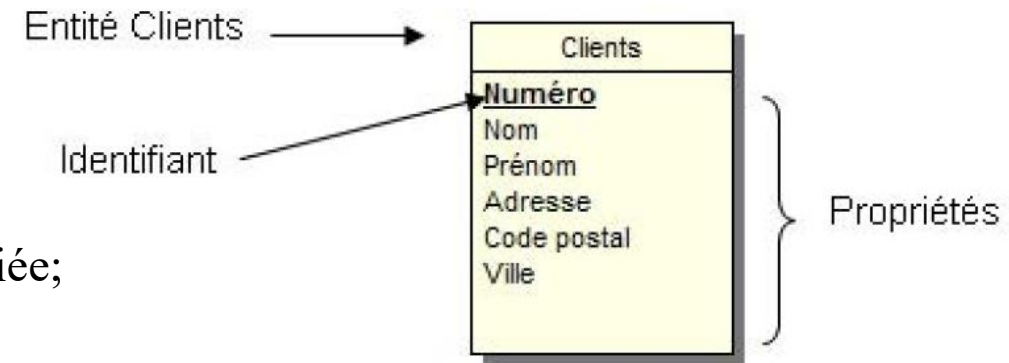 Entité Clients
Clients
Numéro
Nom
Identifiant
Prénom
Adresse
Propriétés
Code postal
iée;
Ville